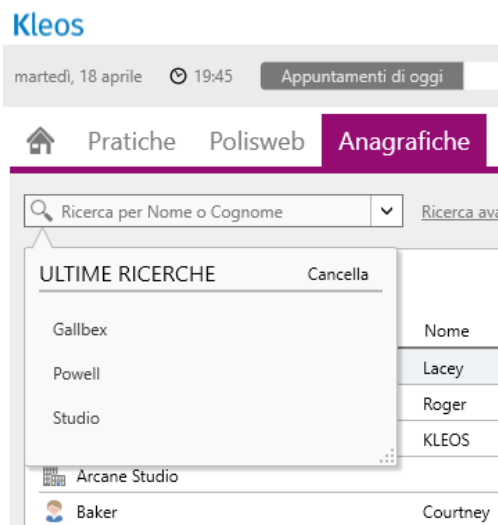 Kleos
martedì, 18 aprile 19:45 Appuntamenti di oggi
Pratiche Polisweb Anagrafiche
Ricerca per Nome o Cognome Ricerca ava
ULTIME RICERCHE Cancella
Gallbex
Powell
Studio
Nome
Lacey
Roger
KLEOS
Arcane Studio
Baker Courtney